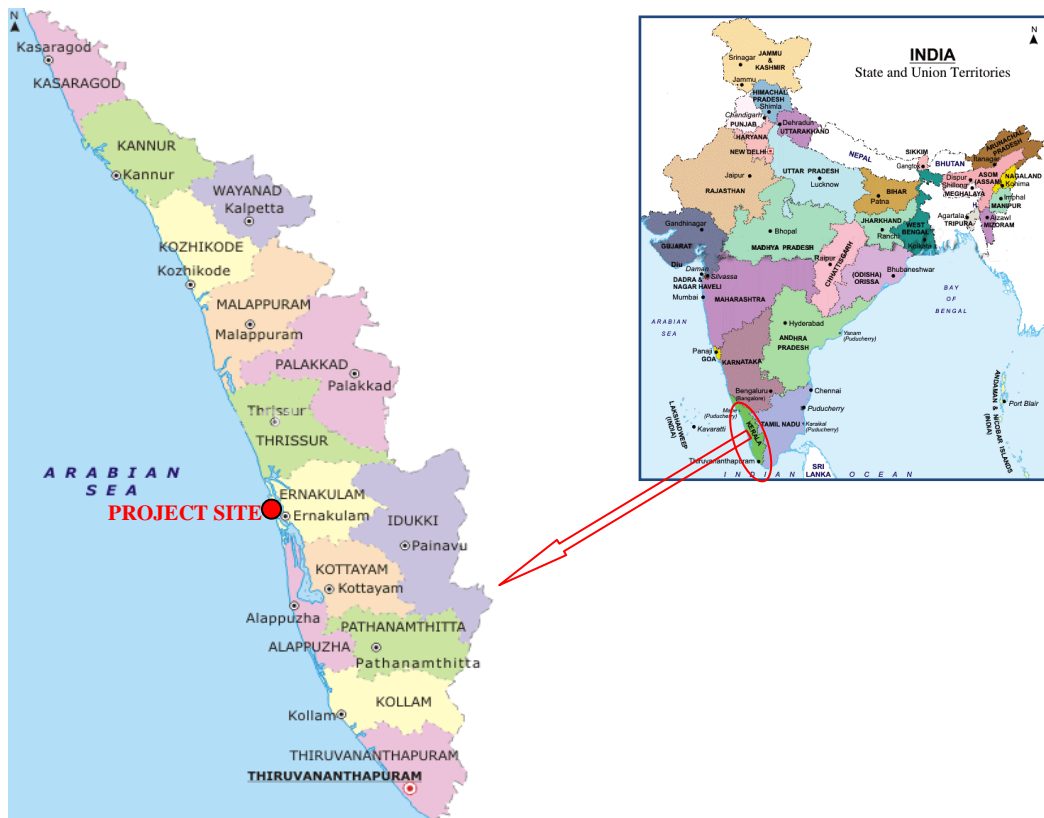 N
Kasaragod
KASARAGOD
KANNUR
Kannur
WAYANAD
Kalpetta
KOZHIKODE
Kozhikode
MALAPPURAM
Malappuram
PALAKKAD
Palakkad
Thrissur
THRISSUR
ARABIAN
SEA
ERNAKULAM
PROJECT SITE
Ernakulam
IDUKKI
Painavu
KOTTAYAM
Kottayam
Alappuzha
PATHANAMTHITTA
ALAPPUZHA
Pathanamthitta
KOLLAM
Kollam
THIRUVANANTHAPURAM
THIRUVANANTHAPURAM
N
INDIA
State and Union Territories
JAMMU
&
KASHMIR
Srinagar
Jammu
HIMACHAL
PRADESH
Shimla
Chandigarh
PUNJAB
Dehradun
UTTARAKHAND
HARYANA
NEW DELHI
RAJASTHAN
Jaipur
UTTAR PRADESH
Lucknow
NEPAL
SIKKIM
Gangtok
BHUTAN
ARUNACHAL
PRADESH
Itanagar
Dispur
ASOM
(ASSAM)
NAGALAND
Kohima
Shillong
MEGHALAYA
Imphal
MANIPUR
Agartala
TRIPURA
Aizawl
MIZORAM
BIHAR
Patna
JHARKHAND
Ranchi
WEST
BENGAL
Kolkata
Gandhinagar
GUJARAT
Diu
Daman
Silvassa
DADRA &
NAGAR HAVELI
Bhopal
MADHYA PRADESH
Raipur
CHHATTISGARH
(ODISHA)
ORISSA
Bhubaneswar
Mumbai
MAHARASHTRA
ARABIAN
SEA
BAY
OF
BENGAL
Hyderabad
ANDHRA
PRADESH
Yanam
(Puducherry)
Panaji
GOA
KARNATAKA
Bengaluru
(Bangalore)
Chennai
Mahe
(Puducherry)
Puducherry
TAMIL NADU
Karaikal
(Puducherry)
KERALA
LAKSHADWEEP
(INDIA)
Kavaratti
Thiruvananthapuram
ANDAMAN & NICOBAR ISLANDS
(INDIA)
Port Blair
SRI
LANKA
INDIAN OCEAN